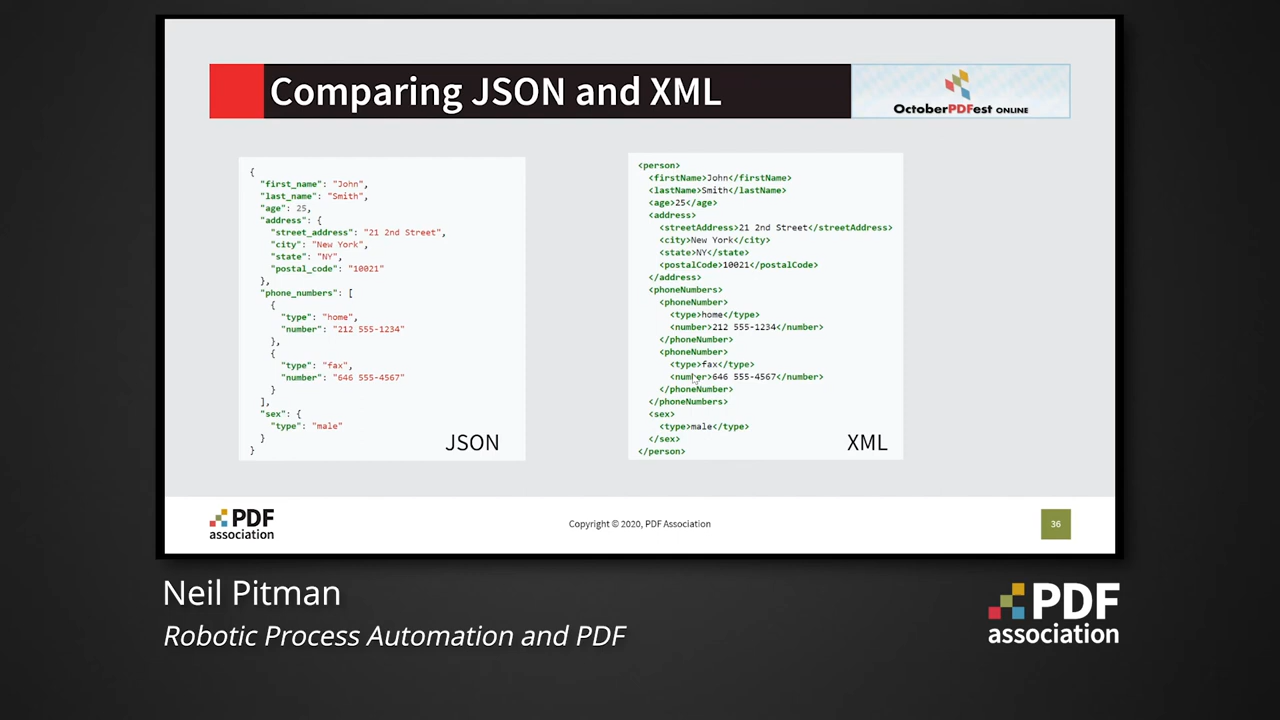 Comparing JSON and XML
OctoberPDFest ONLINE
{
"first_name": "John",
"last_name": "Smith",
"age": 25,
"address": {
"street_address": "21 2nd Street",
"city": "New York",
"state": "NY",
"postal_code": "10021"
},
"phone_numbers": [
{
"type": "home",
"number": "212 555-1234"
},
{
"type": "fax",
"number": "646 555-4567"
}
],
"sex": {
"type": "male"
}
}
JSON
<person>
<firstName>John</firstName>
<lastName>Smith</lastName>
<age>25</age>
<address>
<streetAddress>21 2nd Street</streetAddress>
<city>New York</city>
<state>NY</state>
<postalCode>10021</postalCode>
</address>
<phoneNumbers>
<phoneNumber>
<type>home</type>
<number>212 555-1234</number>
</phoneNumber>
<phoneNumber>
<type>fax</type>
<number>646 555-4567</number>
</phoneNumber>
</phoneNumbers>
<sex>
<type>male</type>
</sex>
</person>
XML
PDF
association
Copyright © 2020, PDF Association
36
Neil Pitman
Robotic Process Automation and PDF
PDF
association